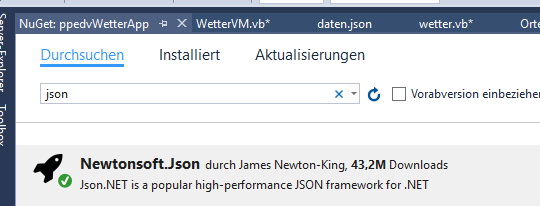 NuGet: ppedvWetterApp
WetterVM.vb*
daten.json
wetter.vb*
Orte
Server-Explorer
Toolbox
Durchsuchen
Installiert
Aktualisierungen
json
Vorabversion einbeziehe
Newtonsoft.Json durch James Newton-King, 43,2M Downloads
Json.NET is a popular high-performance JSON framework for .NET